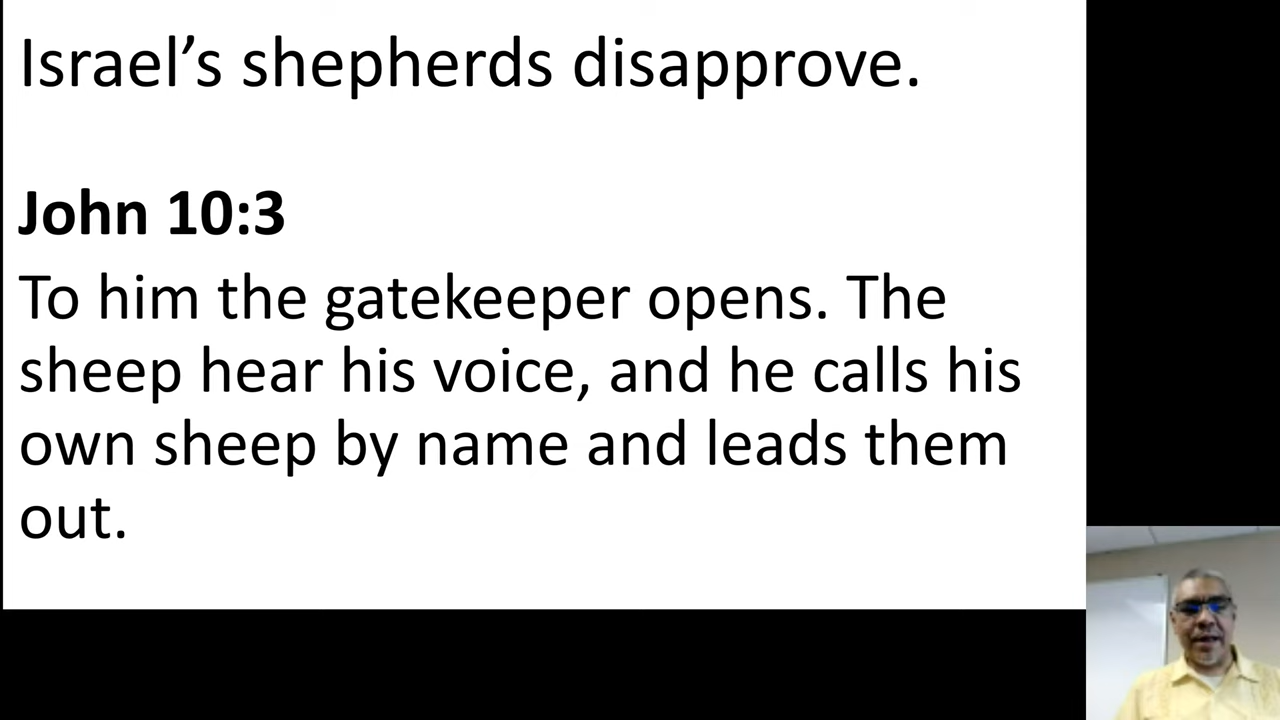 Israel’s shepherds disapprove.
John 10:3
To him the gatekeeper opens. The
sheep hear his voice, and he calls his
own sheep by name and leads them
out.